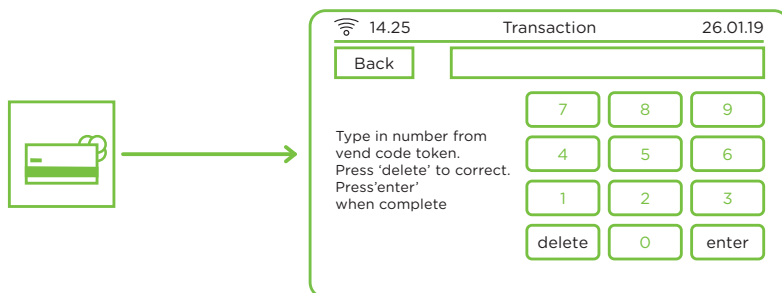 14.25 Transaction 26.01.19
Back
7 8 9
Type in number from
vend code token.
Press ‘delete’ to correct.
Press’enter’
when complete
4 5 6
1 2 3
delete 0 enter